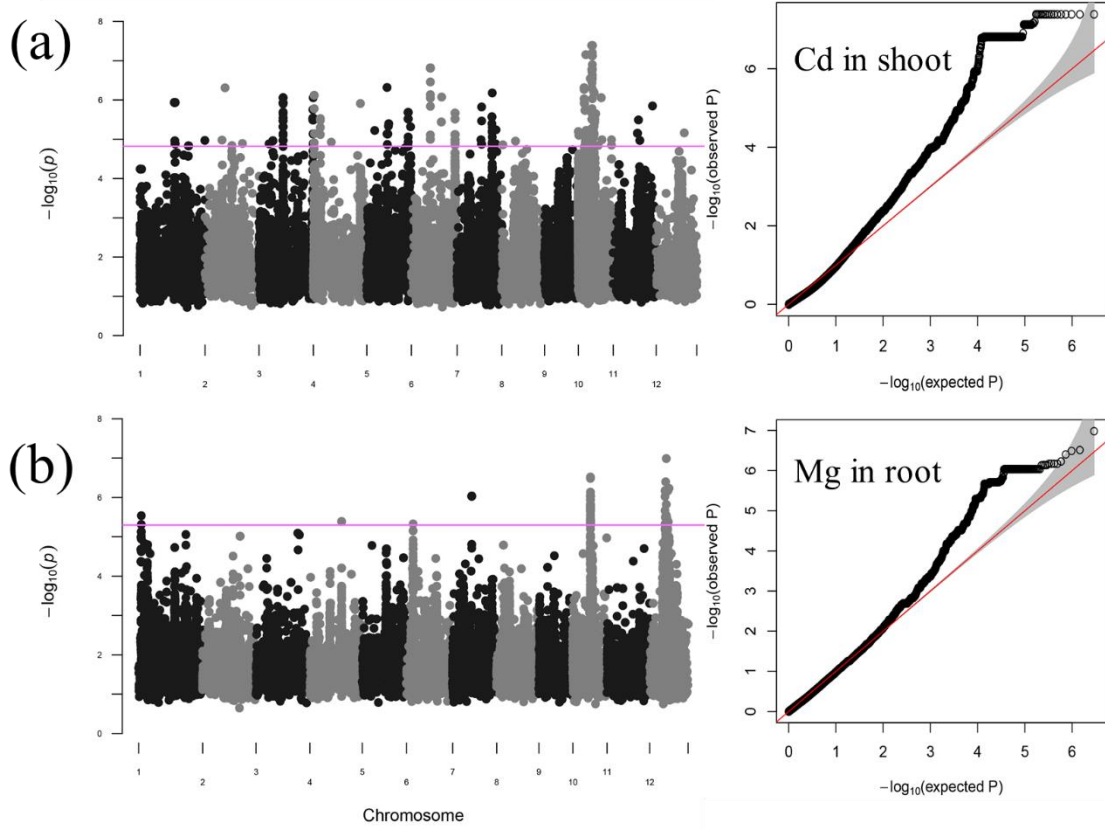 (a)
8
6
4
2
0
−log₁₀(p)
1 2 3 4 5 6 7 8 9 10 11 12
Cd in shoot
−log₁₀(observed P)
6
4
2
0
0 1 2 3 4 5 6
−log₁₀(expected P)
(b)
8
6
4
2
0
−log₁₀(p)
1 2 3 4 5 6 7 8 9 10 11 12
Chromosome
Mg in root
−log₁₀(observed P)
7
6
5
4
3
2
1
0
0 1 2 3 4 5 6
−log₁₀(expected P)